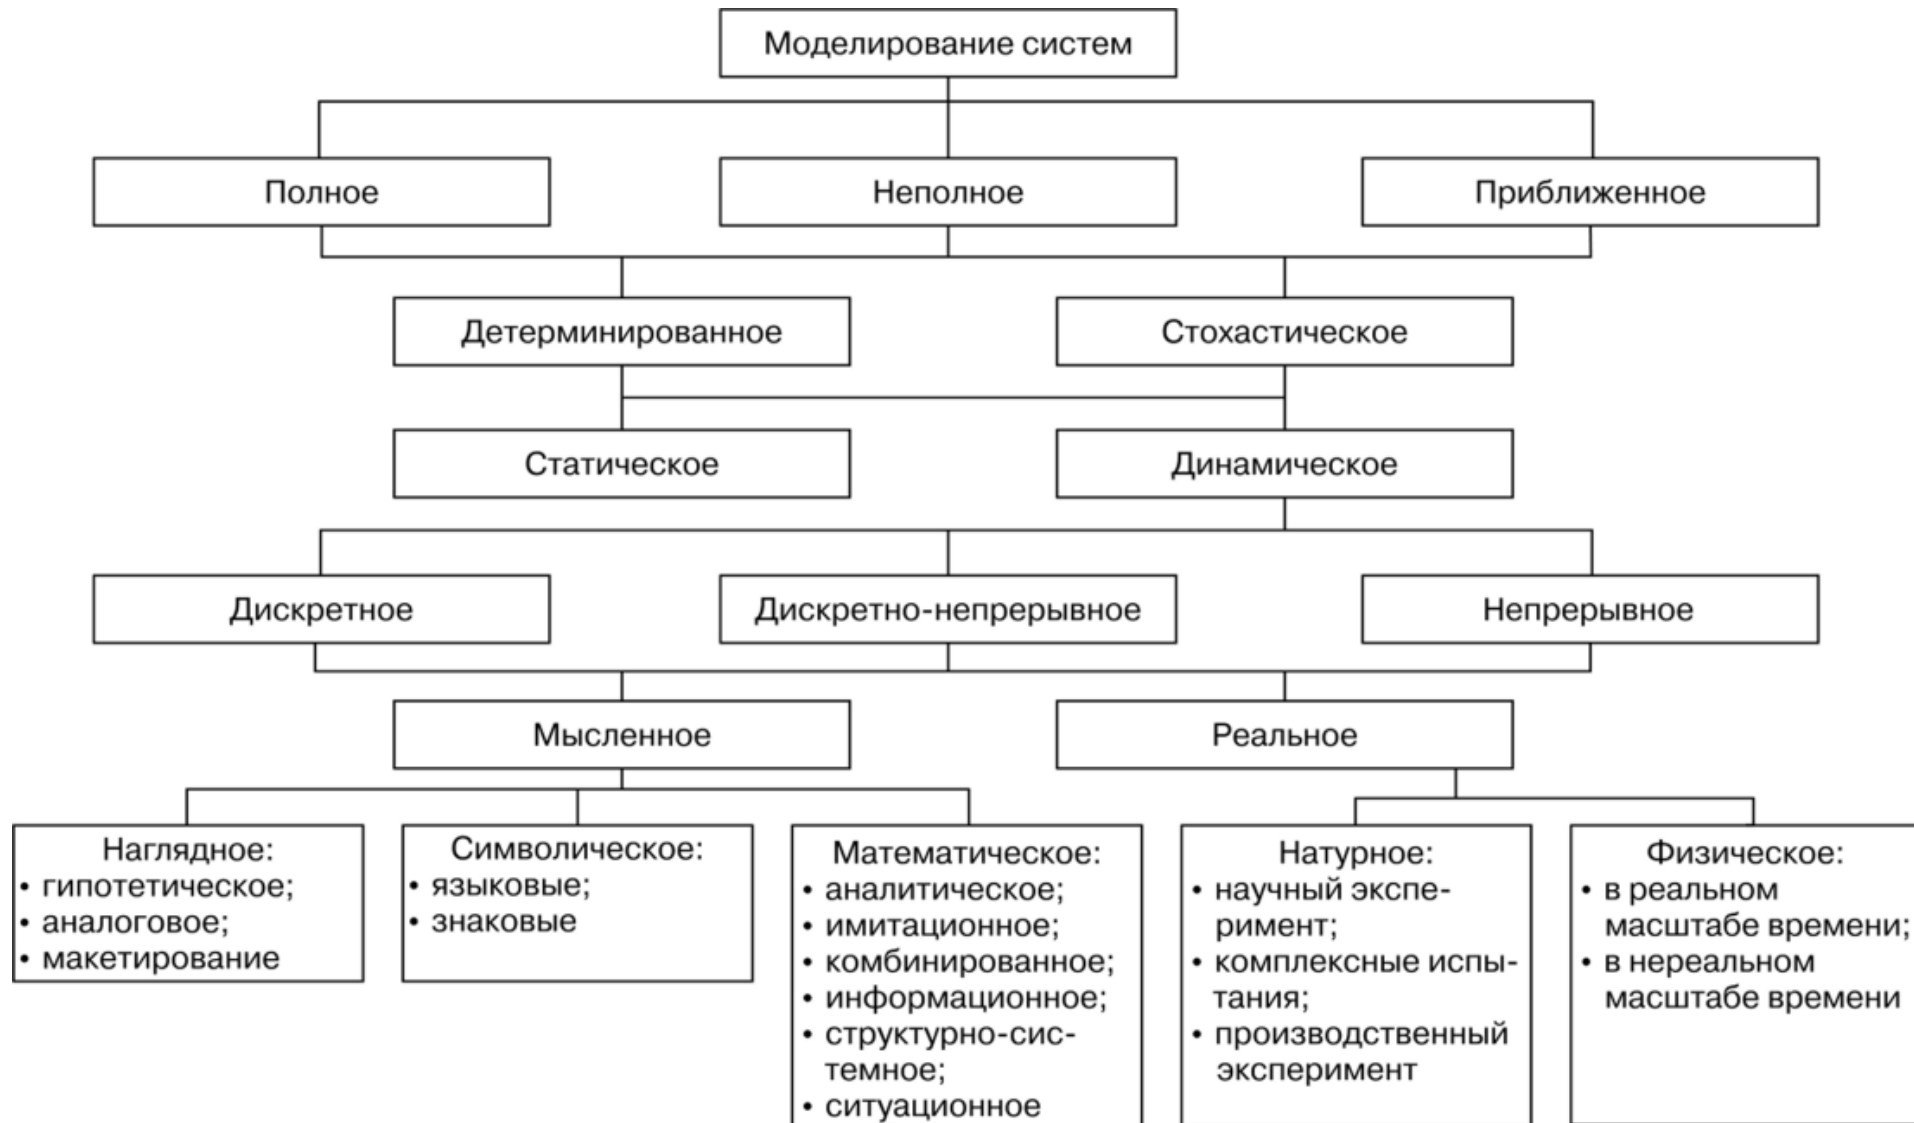 Моделирование систем
Полное
Неполное
Приближенное
Детерминированное
Стохастическое
Статическое
Динамическое
Дискретное
Дискретно-непрерывное
Непрерывное
Мысленное
Реальное
Наглядное:
• гипотетическое;
• аналоговое;
• макетирование
Символическое:
• языковые;
• знаковые
Математическое:
• аналитическое;
• имитационное;
• комбинированное;
• информационное;
• структурно-сис-
темное;
• ситуационное
Натурное:
• научный экспе-
римент;
• комплексные испы-
тания;
• производственный
эксперимент
Физическое:
• в реальном
масштабе времени;
• в нереальном
масштабе времени